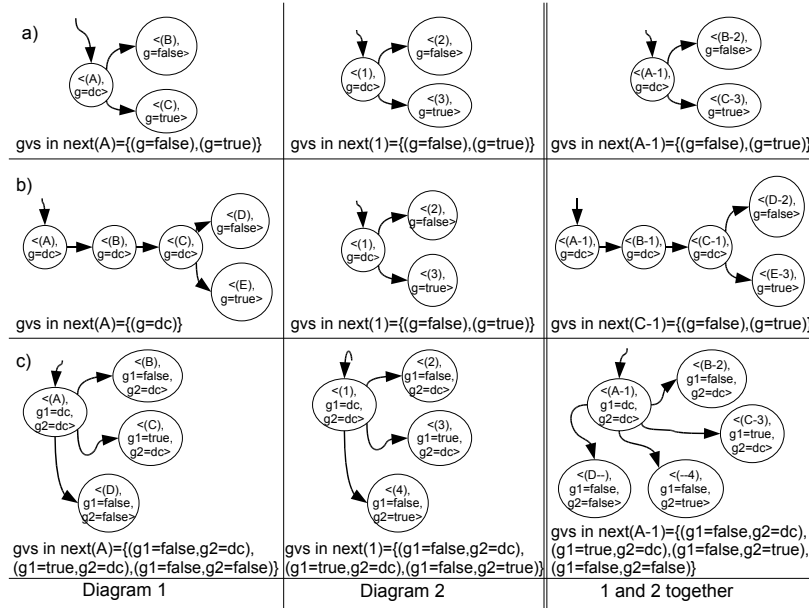 a)
<(A),
g=dc>
<(B),
g=false>
<(C),
g=true>
gvs in next(A)={(g=false),(g=true)}
<(1),
g=dc>
<(2),
g=false>
<(3),
g=true>
gvs in next(1)={(g=false),(g=true)}
<(A-1),
g=dc>
<(B-2),
g=false>
<(C-3),
g=true>
gvs in next(A-1)={(g=false),(g=true)}
b)
<(A),
g=dc>
<(B),
g=dc>
<(C),
g=dc>
<(D),
g=false>
<(E),
g=true>
gvs in next(A)={(g=dc)}
<(1),
g=dc>
<(2),
g=false>
<(3),
g=true>
gvs in next(1)={(g=false),(g=true)}
<(A-1),
g=dc>
<(B-1),
g=dc>
<(C-1),
g=dc>
<(D-2),
g=false>
<(E-3),
g=true>
gvs in next(C-1)={(g=false),(g=true)}
c)
<(A),
g1=dc,
g2=dc>
<(B),
g1=false,
g2=dc>
<(C),
g1=true,
g2=dc>
<(D),
g1=false,
g2=false>
gvs in next(A)={(g1=false,g2=dc),
(g1=true,g2=dc),(g1=false,g2=false)}
<(1),
g1=dc,
g2=dc>
<(2),
g1=false,
g2=dc>
<(3),
g1=true,
g2=dc>
<(4),
g1=false,
g2=true>
gvs in next(1)={(g1=false,g2=dc),
(g1=true,g2=dc),(g1=false,g2=true)}
<(A-1),
g1=dc,
g2=dc>
<(B-2),
g1=false,
g2=dc>
<(C-3),
g1=true,
g2=dc>
<(D--),
g1=false,
g2=false>
<(--4),
g1=false,
g2=true>
gvs in next(A-1)={(g1=false,g2=dc),
(g1=true,g2=dc),(g1=false,g2=true),
(g1=false,g2=false)}
Diagram 1
Diagram 2
1 and 2 together